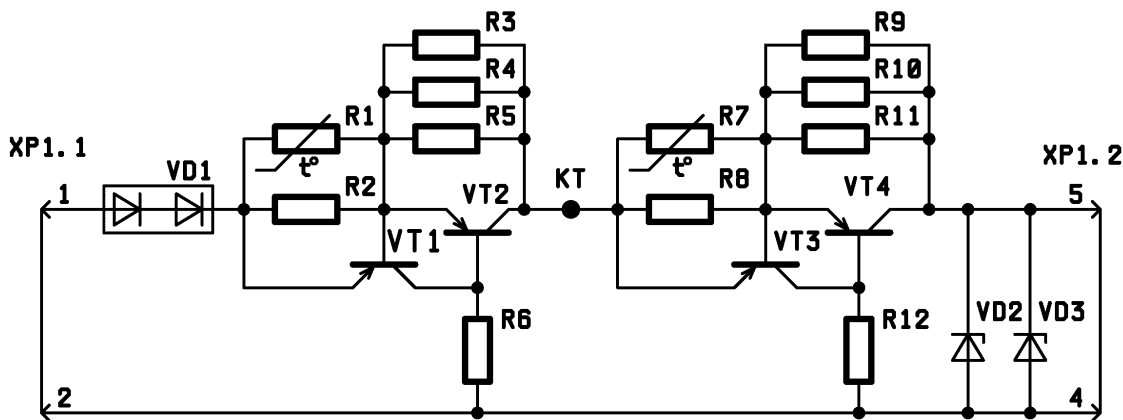 R3
R9
R4
R10
R1
R5
R7
R11
XP1.1
t°
t°
XP1.2
VD1
R2
VT2
KT
R8
VT4
1
5
VT1
VT3
R6
R12
VD2
VD3
2
4